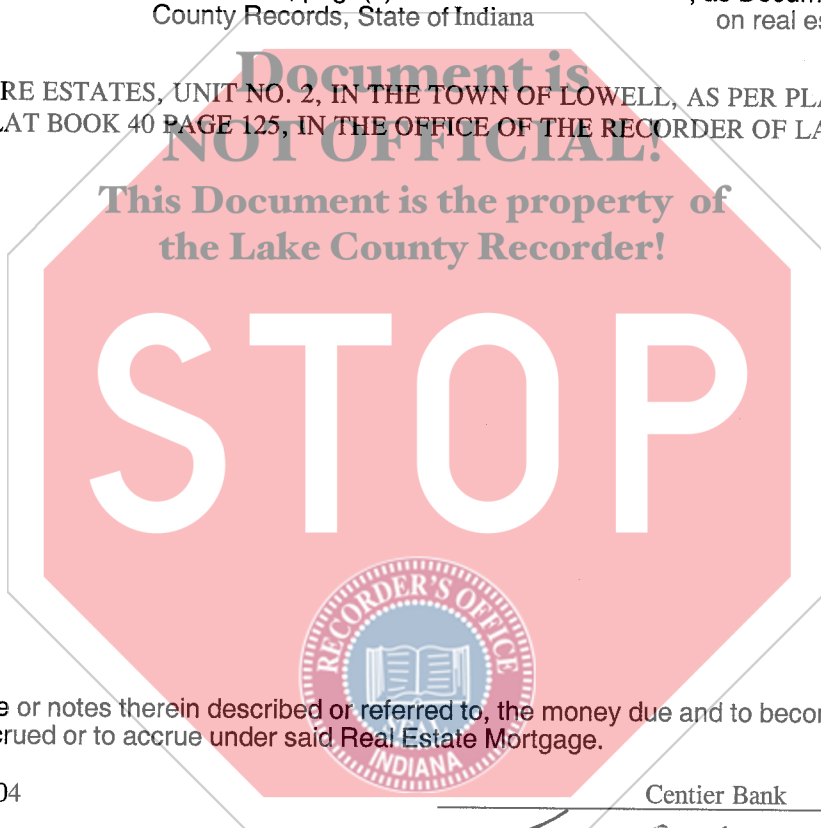 County Records, State of Indiana
on real es
Document is
RE ESTATES, UNIT NO. 2, IN THE TOWN OF LOWELL, AS PER PLA
LAT BOOK 40 PAGE 125, IN THE OFFICE OF THE RECORDER OF LA
NOT OFFICIAL!
This Document is the property of
the Lake County Recorder!
STOP
RECORDER'S OFFICE
e or notes therein described or referred to, the money due and to becom
crued or to accrue under said Real Estate Mortgage.
INDIANA
04
Centier Bank